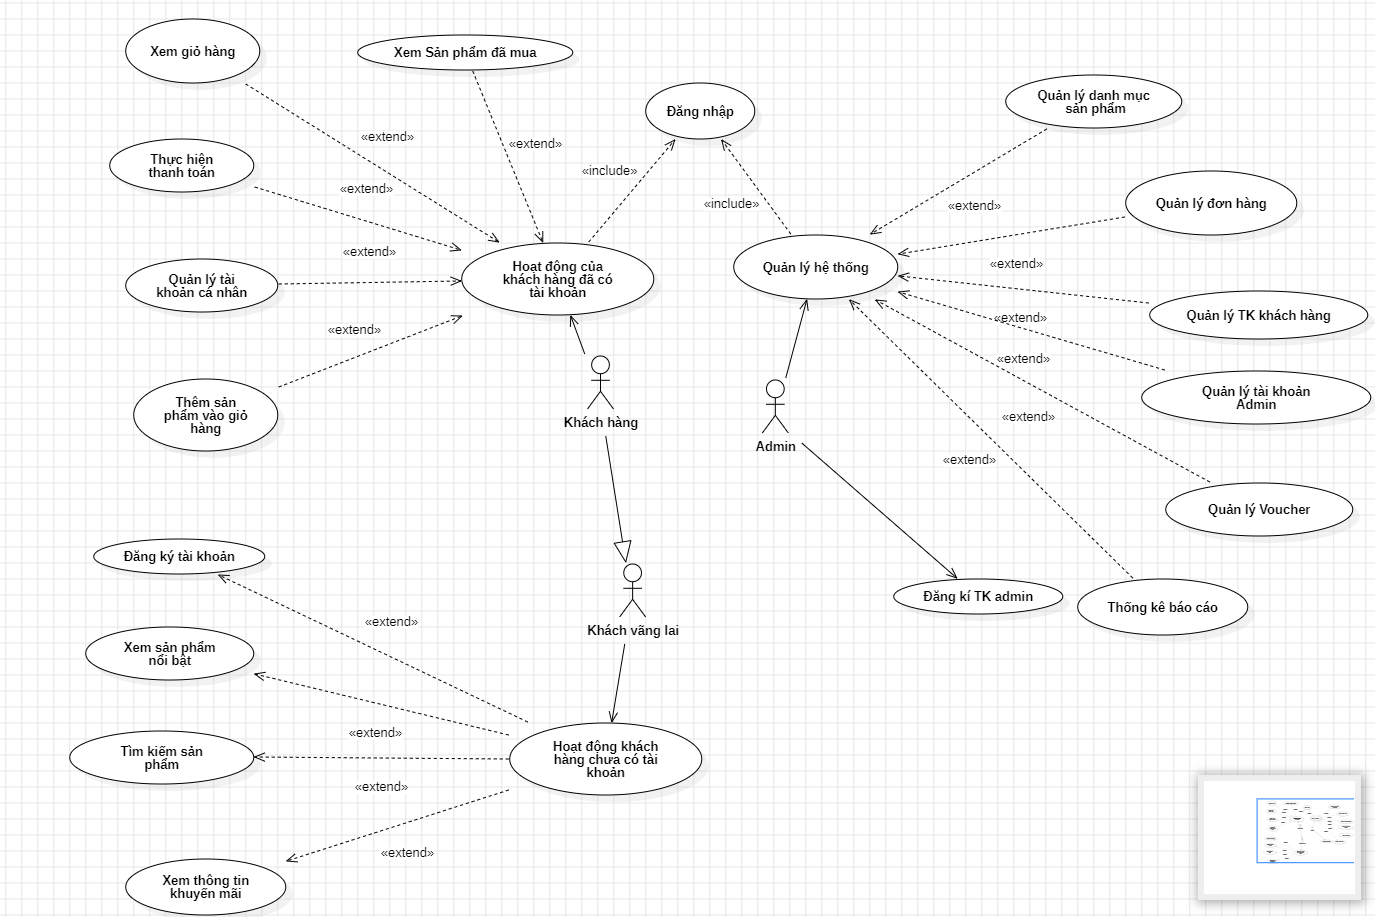 Xem giỏ hàng
Xem Sản phẩm đã mua
Đăng nhập
Quản lý danh mục
sản phẩm
«extend»
«extend»
Thực hiện
thanh toán
«include»
«extend»
«include»
«extend»
Quản lý đơn hàng
«extend»
Hoạt động của
khách hàng đã có
tài khoản
Quản lý hệ thống
«extend»
Quản lý tài
khoản cá nhân
«extend»
«extend»
Quản lý TK khách hàng
«extend»
Thêm sản
phẩm vào giỏ
hàng
Khách hàng
Admin
Quản lý tài khoản
Admin
«extend»
«extend»
Quản lý Voucher
Đăng ký tài khoản
Đăng kí TK admin
Thống kê báo cáo
«extend»
Khách vãng lai
Xem sản phẩm
nổi bật
«extend»
Tìm kiếm sản
phẩm
Hoạt động khách
hàng chưa có tài
khoản
«extend»
«extend»
Xem thông tin
khuyến mãi